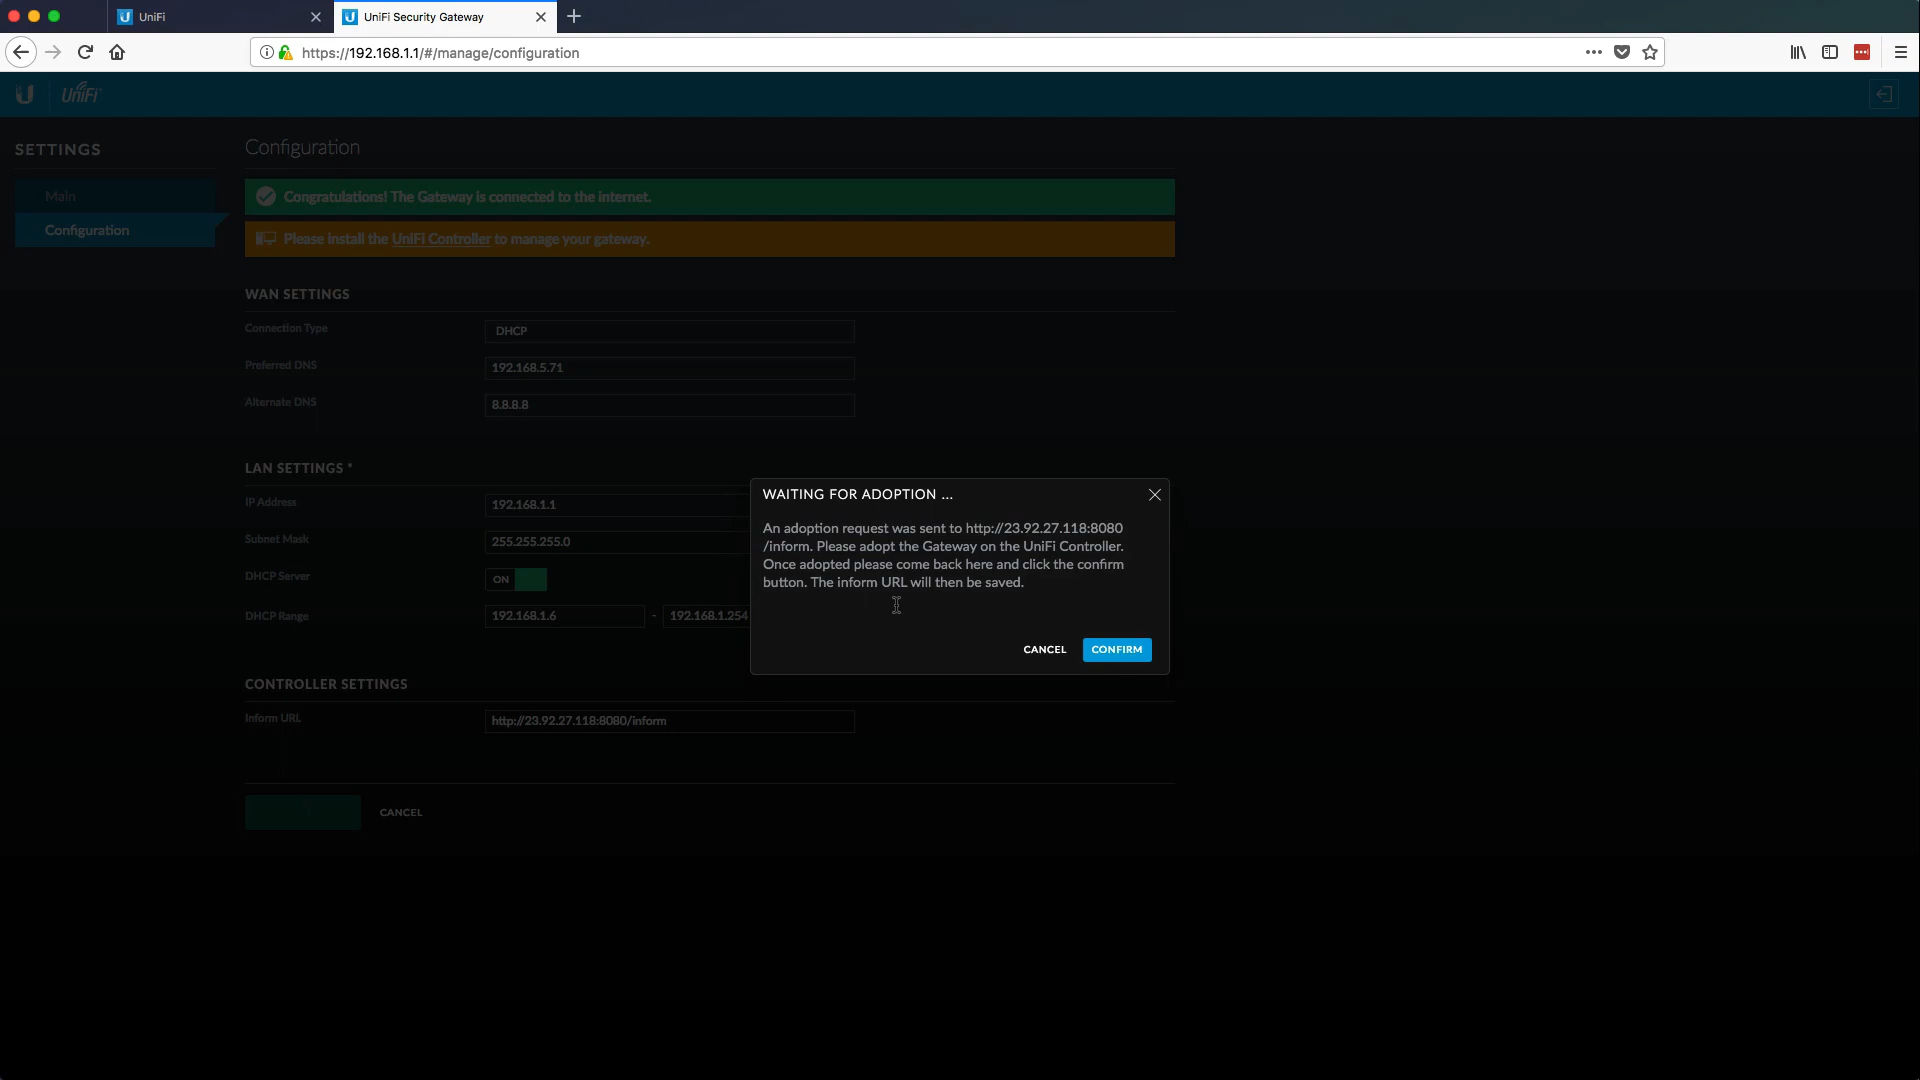 UniFi
UniFi Security Gateway
https://192.168.1.1/#/manage/configuration
UniFi
SETTINGS
Main
Configuration
Configuration
Congratulations! The Gateway is connected to the internet.
Please install the UniFi Controller to manage your gateway.
WAN SETTINGS
Connection Type
DHCP
Preferred DNS
192.168.5.71
Alternate DNS
8.8.8.8
LAN SETTINGS *
IP Address
192.168.1.1
Subnet Mask
255.255.255.0
DHCP Server
ON
DHCP Range
192.168.1.6 - 192.168.1.254
WAITING FOR ADOPTION ...
An adoption request was sent to http://23.92.27.118:8080
/inform. Please adopt the Gateway on the UniFi Controller.
Once adopted please come back here and click the confirm
button. The inform URL will then be saved.
CANCEL
CONFIRM
CONTROLLER SETTINGS
Inform URL
http://23.92.27.118:8080/inform
CANCEL